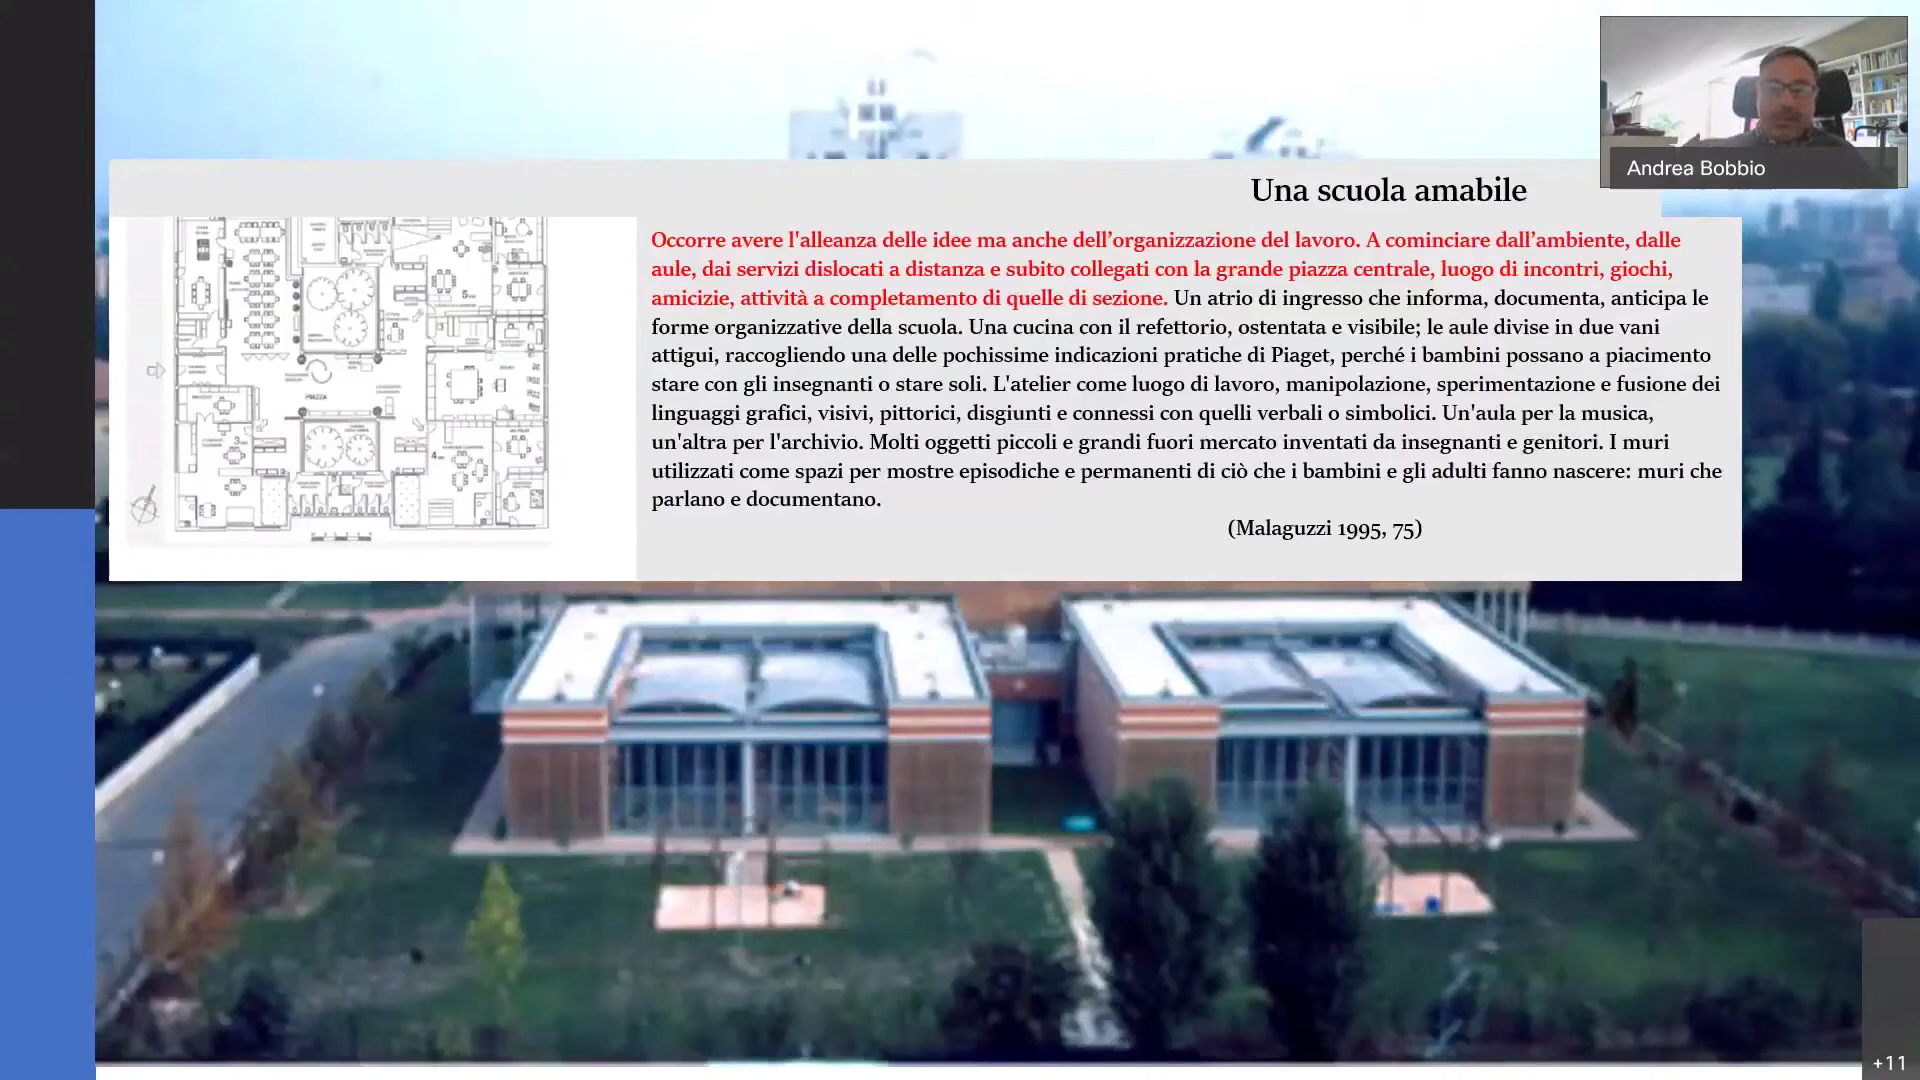 Andrea Bobbio
Una scuola amabile
Occorre avere l'alleanza delle idee ma anche dell’organizzazione del lavoro. A cominciare dall’ambiente, dalle
aule, dai servizi dislocati a distanza e subito collegati con la grande piazza centrale, luogo di incontri, giochi,
amicizie, attività a completamento di quelle di sezione. Un atrio di ingresso che informa, documenta, anticipa le
forme organizzative della scuola. Una cucina con il refettorio, ostentata e visibile; le aule divise in due vani
attigui, raccogliendo una delle pochissime indicazioni pratiche di Piaget, perché i bambini possano a piacimento
stare con gli insegnanti o stare soli. L'atelier come luogo di lavoro, manipolazione, sperimentazione e fusione dei
linguaggi grafici, visivi, pittorici, disgiunti e connessi con quelli verbali o simbolici. Un'aula per la musica,
un'altra per l'archivio. Molti oggetti piccoli e grandi fuori mercato inventati da insegnanti e genitori. I muri
utilizzati come spazi per mostre episodiche e permanenti di ciò che i bambini e gli adulti fanno nascere: muri che
parlano e documentano.
(Malaguzzi 1995, 75)
5
PIAZZA
3
4
+11